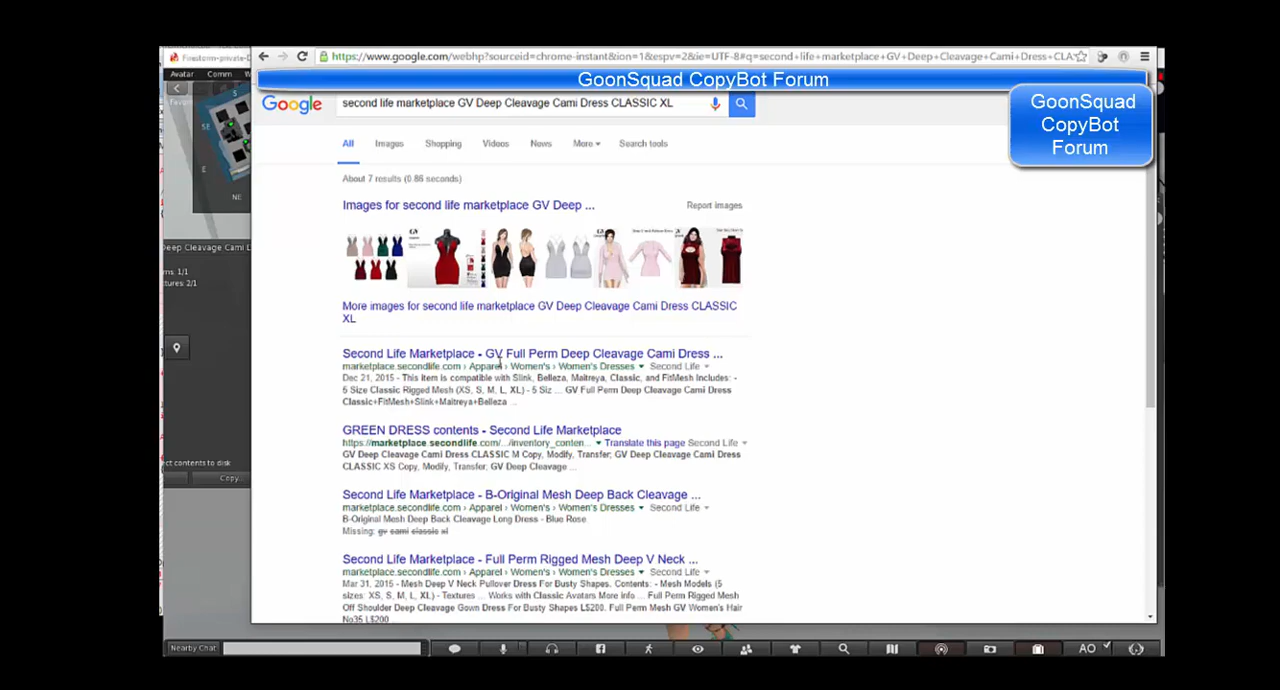 Firestorm-private-D
https://www.google.com/webhp?sourceid=chrome-instant&ion=1&espv=2&ie=UTF-8#q=second+life+marketplace+GV+Deep+Cleavage+Cami+Dress+CLA
Avatar Comm W
GoonSquad CopyBot Forum
GoonSquad
CopyBot
Forum
Google
second life marketplace GV Deep Cleavage Cami Dress CLASSIC XL
All Images Shopping Videos News More Search tools
About 7 results (0.86 seconds)
Images for second life marketplace GV Deep ... Report images
More images for second life marketplace GV Deep Cleavage Cami Dress CLASSIC
XL
Second Life Marketplace - GV Full Perm Deep Cleavage Cami Dress ...
marketplace.secondlife.com › Apparel › Women's › Women's Dresses Second Life
Dec 21, 2015 - This item is compatible with Slink, Belleza, Maitreya, Classic, and FitMesh Includes: -
5 Size Classic Rigged Mesh (XS, S, M, L, XL) - 5 Siz ... GV Full Perm Deep Cleavage Cami Dress
Classic+FitMesh+Slink+Maitreya+Belleza ...
GREEN DRESS contents - Second Life Marketplace
https://marketplace.secondlife.com/.../inventory_conten... Translate this page Second Life
GV Deep Cleavage Cami Dress CLASSIC M Copy, Modify, Transfer; GV Deep Cleavage Cami Dress
CLASSIC XS Copy, Modify, Transfer; GV Deep Cleavage ...
Second Life Marketplace - B-Original Mesh Deep Back Cleavage ...
marketplace.secondlife.com › Apparel › Women's › Women's Dresses Second Life
B-Original Mesh Deep Back Cleavage Long Dress - Blue Rose
Missing: gv cami classic xl
Second Life Marketplace - Full Perm Rigged Mesh Deep V Neck ...
marketplace.secondlife.com › Apparel › Women's › Women's Dresses Second Life
Mar 31, 2015 - Mesh Deep V Neck Pullover Dress For Busty Shapes. Contents: - Mesh Models (5
sizes: XS, S, M, L, XL) - Textures ... Works with Classic Avatars More info ... Full Perm Rigged Mesh
Off Shoulder Deep Cleavage Gown Dress For Busty Shapes L$200. Full Perm Mesh GV Women's Hair
No35 L$200
S
SE
E
NE
Deep Cleavage Cami D
ms: 1/1
tures: 2/1
ect contents to disk
Copy
Nearby Chat
AO